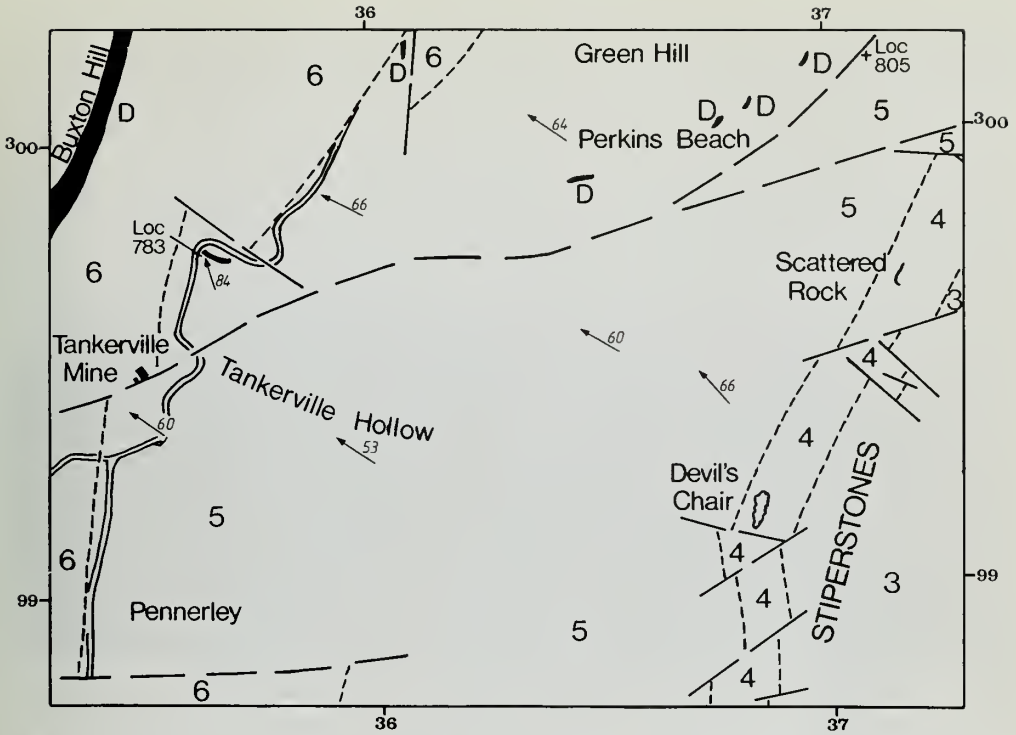 36
37
Buxton Hill
D
6
D
6
Green Hill
D
Loc
805
5
D
D
300
64
Perkins Beach
300
5
D
66
5
4
Loc
783
6
84
Scattered
Rock
3
Tankerville
Mine
60
4
66
Tankerville Hollow
60
53
4
Devil's
Chair
STIPERSTONES
5
4
6
3
99
4
99
Pennerley
5
4
6
36
37